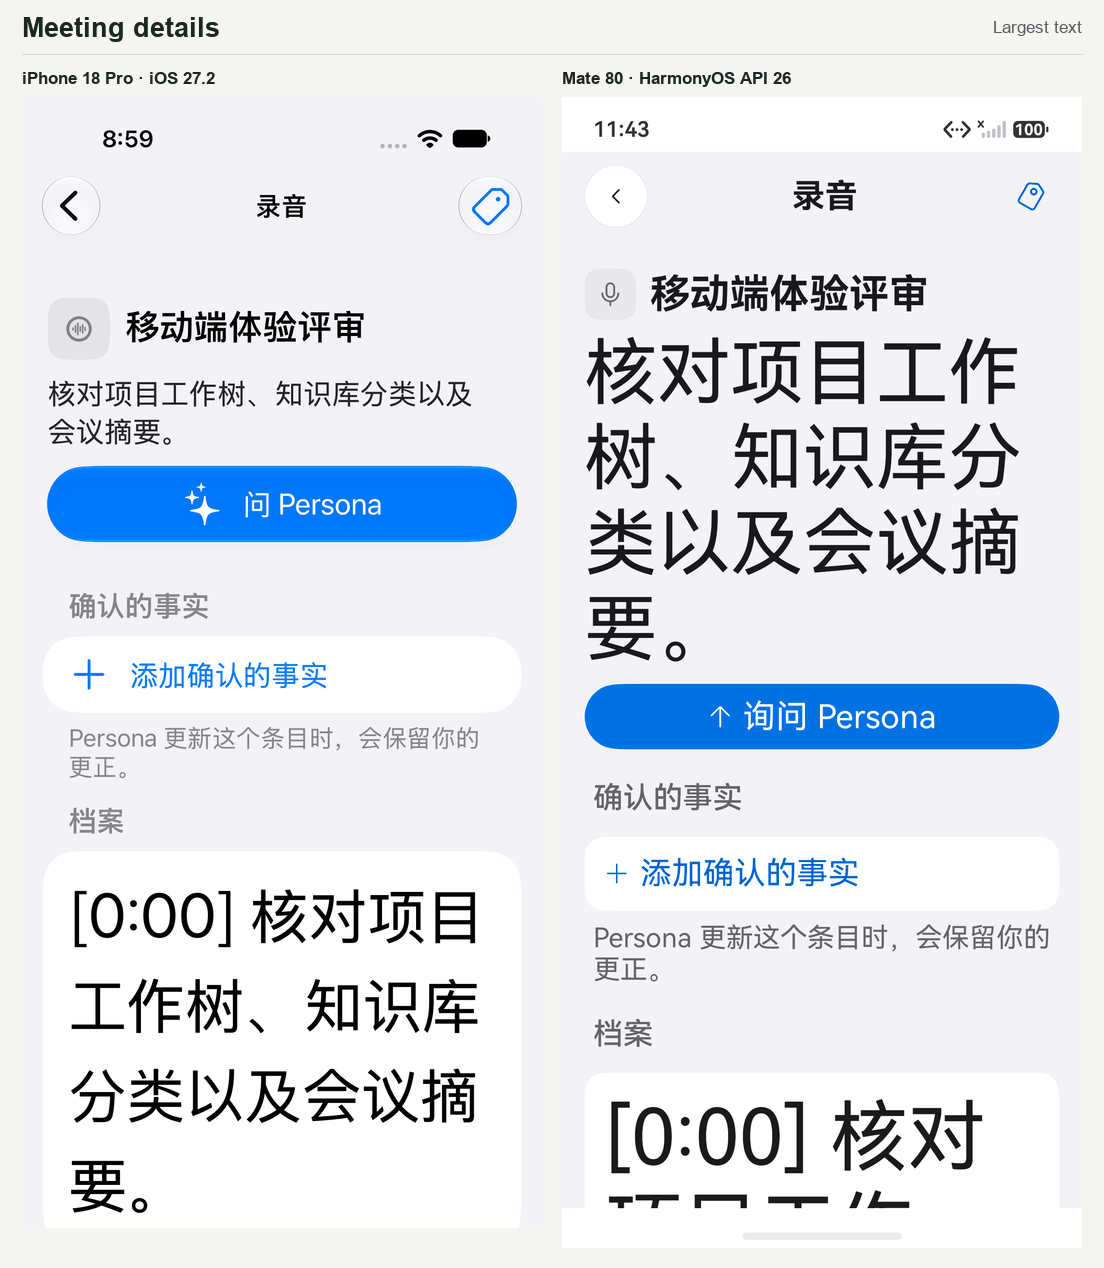 Meeting details
Largest text
iPhone 18 Pro · iOS 27.2
8:59
录音
移动端体验评审
核对项目工作树、知识库分类以及
会议摘要。
问 Persona
确认的事实
添加确认的事实
Persona 更新这个条目时，会保留你的
更正。
档案
[0:00] 核对项目
工作树、知识库
分类以及会议摘
要。
Mate 80 · HarmonyOS API 26
11:43
100
录音
移动端体验评审
核对项目工作
树、知识库分
类以及会议摘
要。
询问 Persona
确认的事实
添加确认的事实
Persona 更新这个条目时，会保留你的
更正。
档案
[0:00] 核对